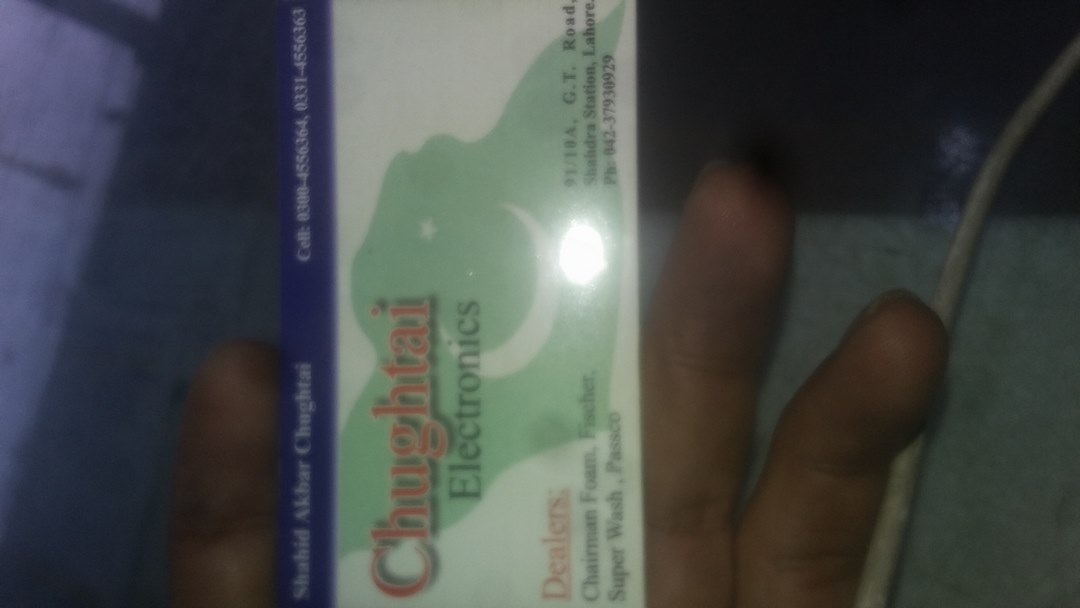 Shahid Akbar Chughtai Cell: 0300-4556364, 0331-4556363
Chughtai
Electronics
Dealers:
Chairman Foam, Fischer,
Super Wash, Passco
91/10A, G.T. Road,
Shahdra Station, Lahore.
Ph: 042-37930929